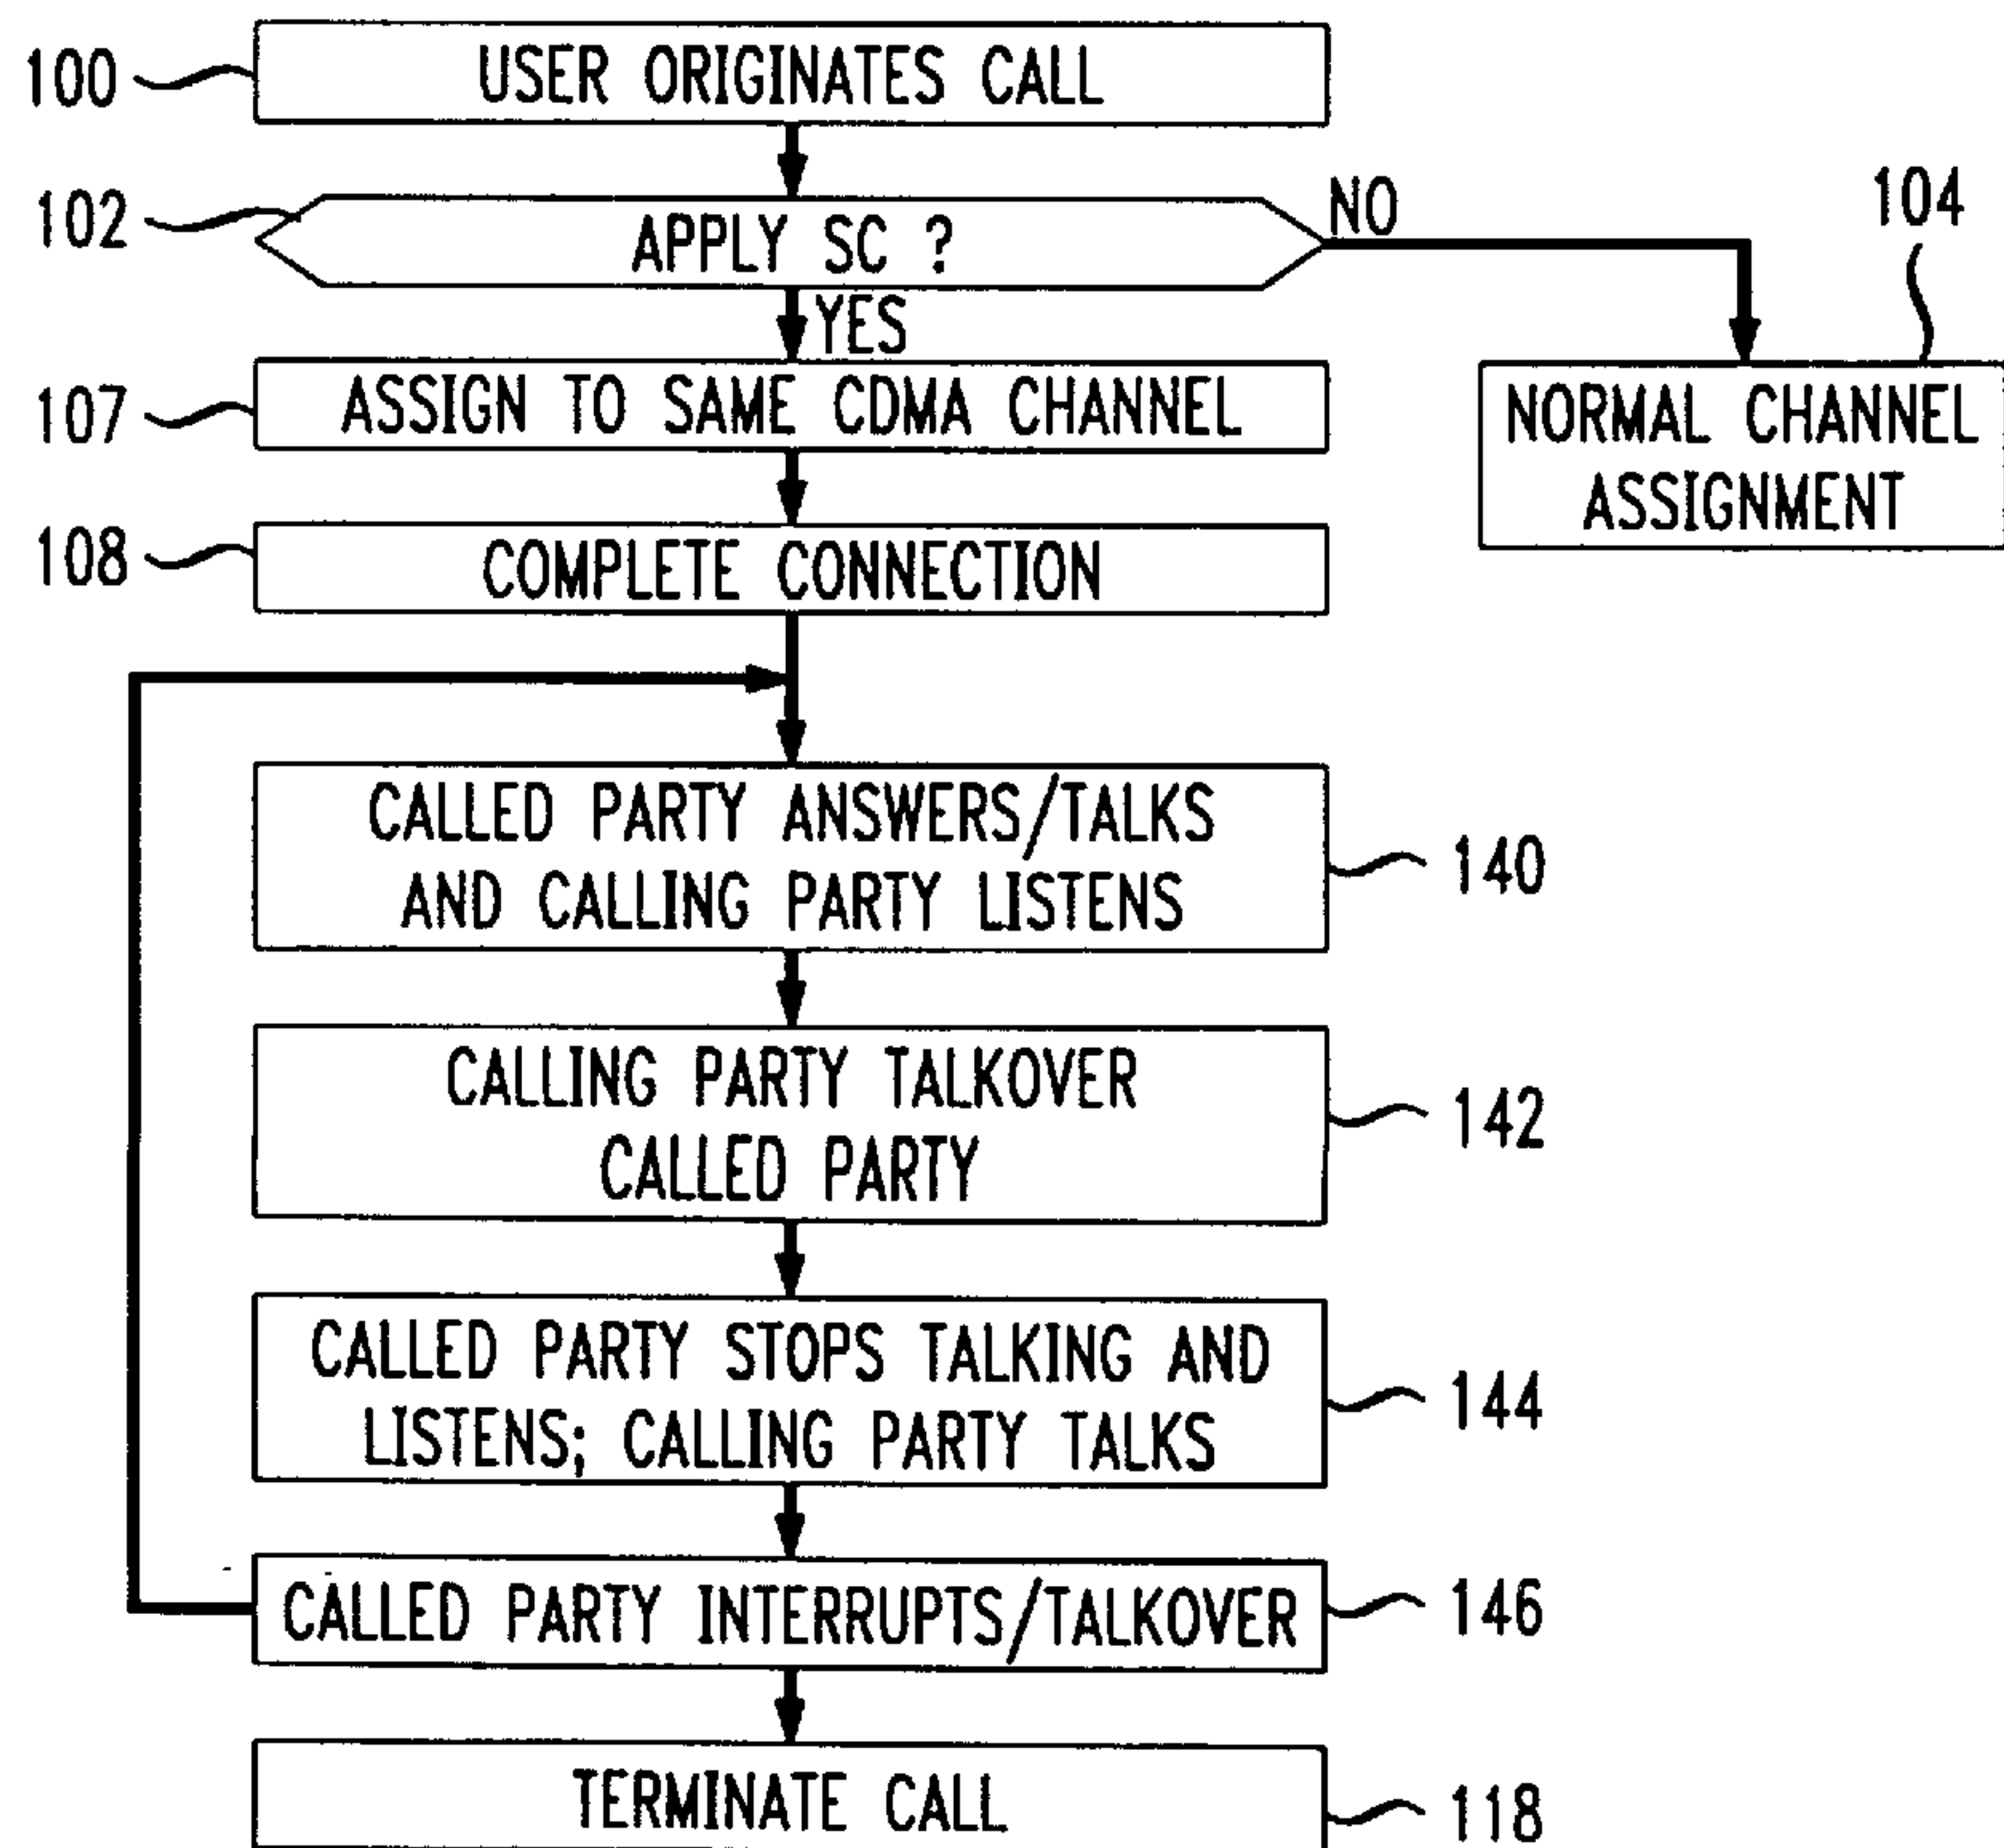 100
USER ORIGINATES CALL
102
APPLY SC ?
NO
104
YES
107
ASSIGN TO SAME CDMA CHANNEL
NORMAL CHANNEL
ASSIGNMENT
108
COMPLETE CONNECTION
CALLED PARTY ANSWERS/TALKS
AND CALLING PARTY LISTENS
140
CALLING PARTY TALKOVER
CALLED PARTY
142
CALLED PARTY STOPS TALKING AND
LISTENS; CALLING PARTY TALKS
144
CALLED PARTY INTERRUPTS/TALKOVER
146
TERMINATE CALL
118